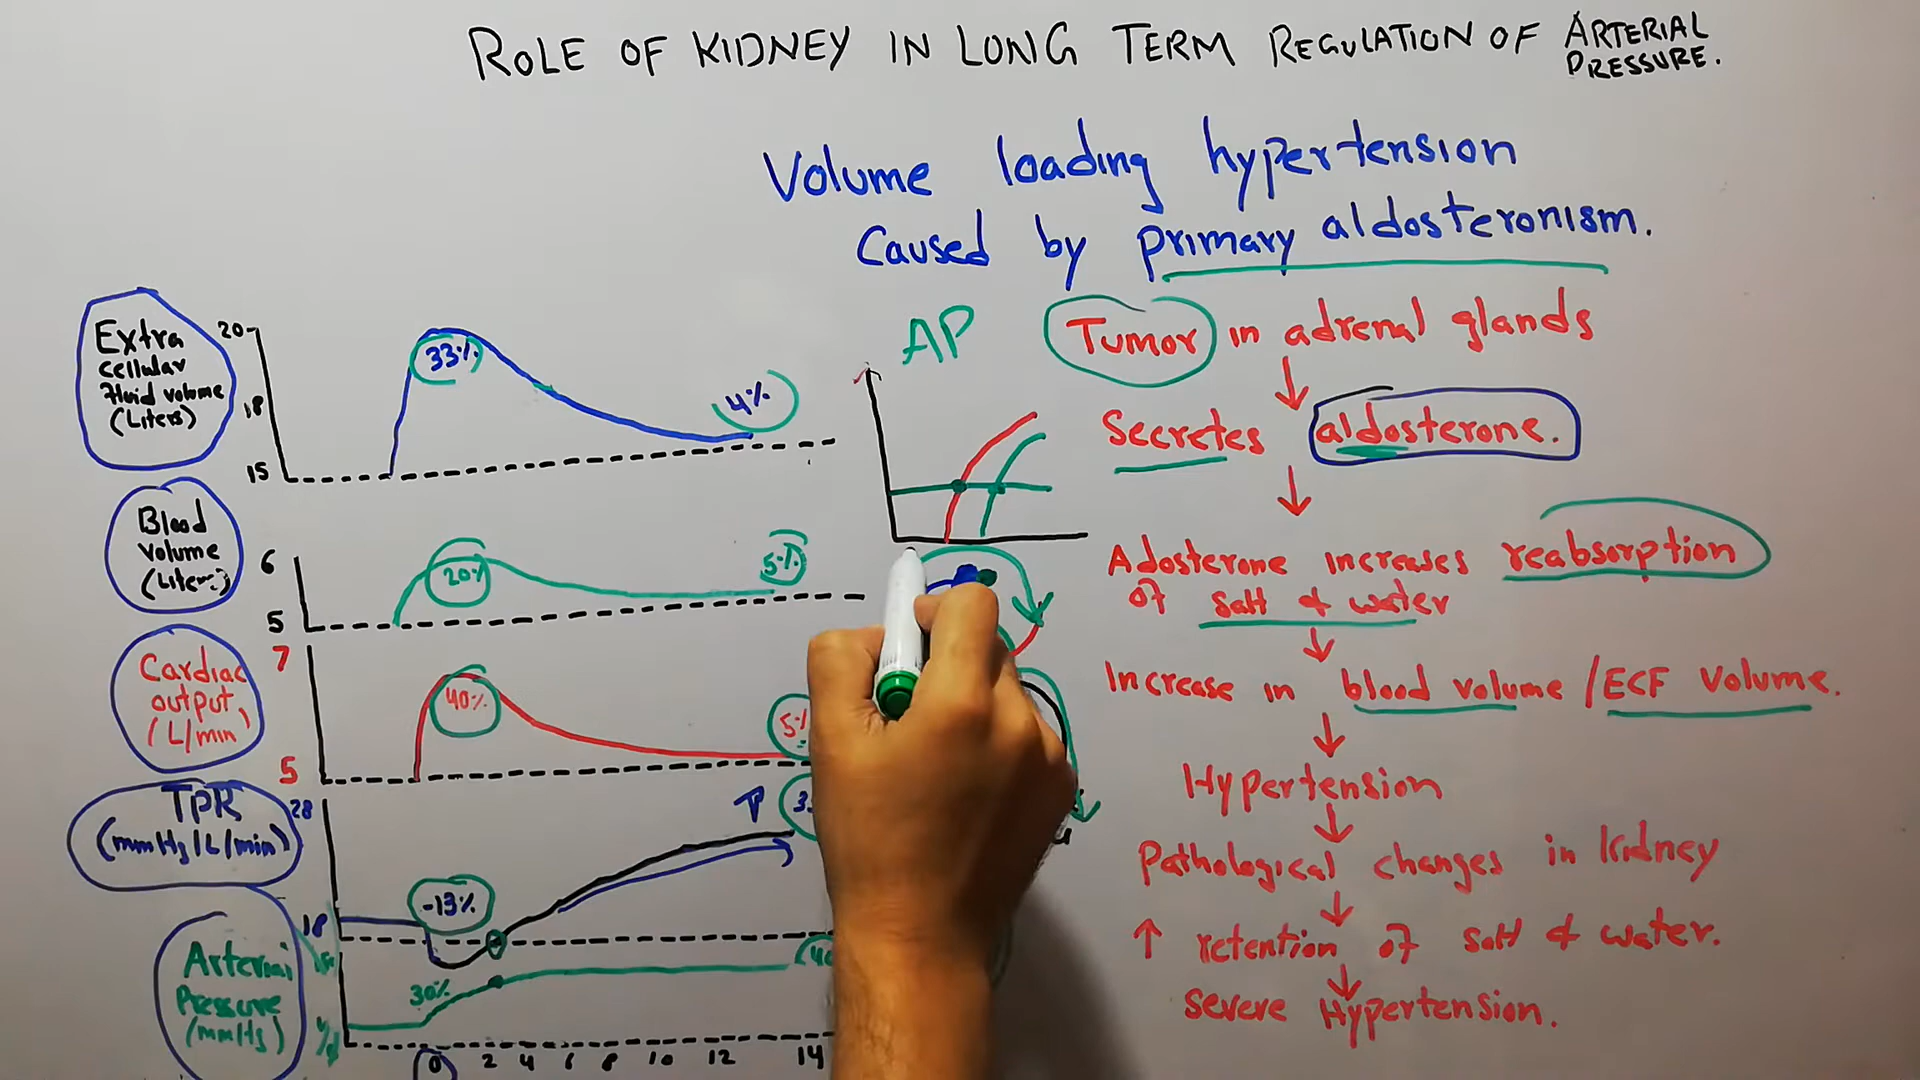 ROLE OF KIDNEY IN LONG TERM REGULATION OF ARTERIAL PRESSURE.
Volume loading hypertension
Caused by primary aldosteronism.
Extra
cellular
fluid volume
(Liters)
20
18
15
33%
4%
Blood
Volume
6
5
20%
5%
Cardiac
output
(L/min)
7
5
40%
TPR
(mmHg/L/min)
28
18
-13%
Arterial
Pressure
(mmHg)
30%
0 2 4 6 8 10 12 14
AP
Tumor in adrenal glands
Secretes aldosterone.
Adosterone increases reabsorption
of salt & water
Increase in blood volume / ECF Volume.
Hypertension
Pathological changes in Kidney
↑ retention of salt & water.
Severe Hypertension.